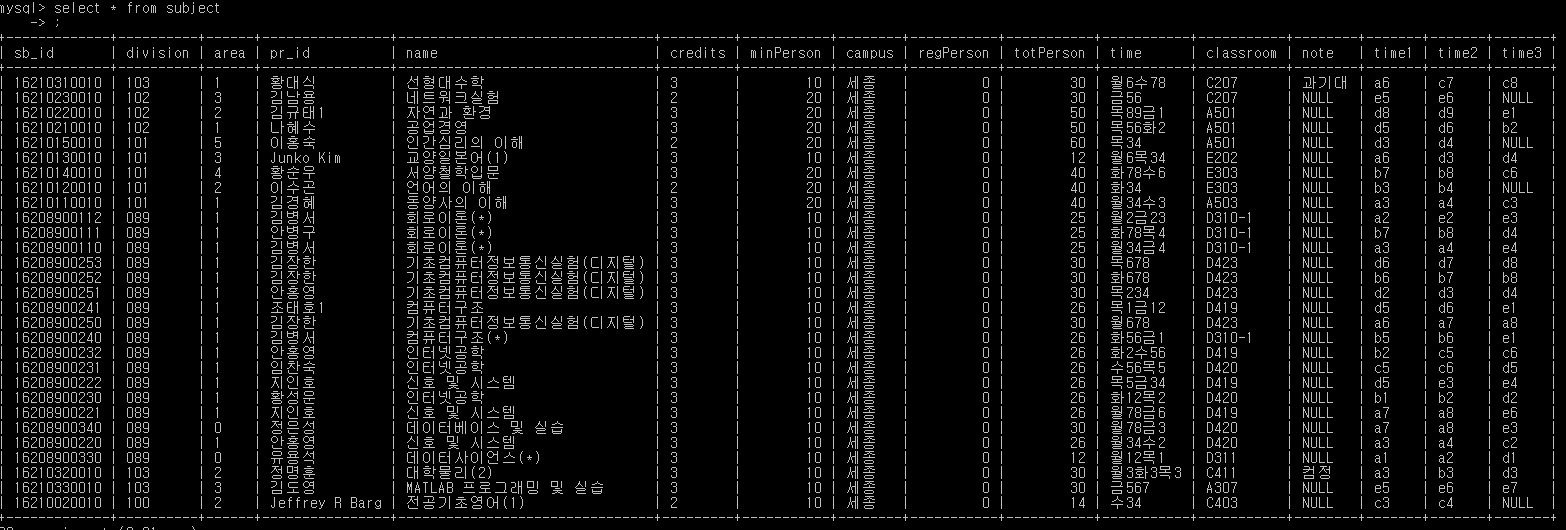 mysql> select * from subject
    -> ;
| sb_id | division | area | pr_id | name | credits | minPerson | campus | regPerson | totPerson | time | classroom | note | time1 | time2 | time3 |
| 16210310010 | 103 | 1 | 황대식 | 선형대수학 | 3 | 10 | 세종 | 0 | 30 | 월6수78 | C207 | 과기대 | a6 | c7 | c8
| 16210230010 | 102 | 3 | 김남용 | 네트워크실험 | 2 | 20 | 세종 | 0 | 30 | 금56 | C207 | NULL | e5 | e6 | NULL
| 16210220010 | 102 | 2 | 김규태1 | 자연과 환경 | 3 | 20 | 세종 | 0 | 50 | 목89금1 | A501 | NULL | d8 | d9 | e1
| 16210210010 | 102 | 1 | 나혜수 | 공업경영 | 3 | 20 | 세종 | 0 | 50 | 목56화2 | A501 | NULL | d5 | d6 | b2
| 16210150010 | 101 | 5 | 이홍숙 | 인간심리의 이해 | 2 | 20 | 세종 | 0 | 60 | 목34 | A501 | NULL | d3 | d4 | NULL
| 16210130010 | 101 | 3 | Junko Kim | 교양일본어(1) | 3 | 10 | 세종 | 0 | 12 | 월6목34 | E202 | NULL | a6 | d3 | d4
| 16210140010 | 101 | 4 | 황순우 | 서양철학입문 | 3 | 20 | 세종 | 0 | 40 | 화78수6 | E303 | NULL | b7 | b8 | c6
| 16210120010 | 101 | 2 | 이수곤 | 언어의 이해 | 2 | 20 | 세종 | 0 | 40 | 화34 | E303 | NULL | b3 | b4 | NULL
| 16210110010 | 101 | 1 | 김경혜 | 동양사의 이해 | 3 | 20 | 세종 | 0 | 40 | 월34수3 | A503 | NULL | a3 | a4 | c3
| 16208900112 | 089 | 1 | 김병서 | 회로이론(*) | 3 | 10 | 세종 | 0 | 25 | 월2금23 | D310-1 | NULL | a2 | e2 | e3
| 16208900111 | 089 | 1 | 안병구 | 회로이론(*) | 3 | 10 | 세종 | 0 | 25 | 화78목4 | D310-1 | NULL | b7 | b8 | d4
| 16208900110 | 089 | 1 | 김병서 | 회로이론(*) | 3 | 10 | 세종 | 0 | 25 | 월34금4 | D310-1 | NULL | a3 | a4 | e4
| 16208900253 | 089 | 1 | 김장한 | 기초컴퓨터정보통신실험(디지털) | 3 | 10 | 세종 | 0 | 30 | 목678 | D423 | NULL | d6 | d7 | d8
| 16208900252 | 089 | 1 | 김장한 | 기초컴퓨터정보통신실험(디지털) | 3 | 10 | 세종 | 0 | 30 | 화678 | D423 | NULL | b6 | b7 | b8
| 16208900251 | 089 | 1 | 안홍영 | 기초컴퓨터정보통신실험(디지털) | 3 | 10 | 세종 | 0 | 30 | 목234 | D423 | NULL | d2 | d3 | d4
| 16208900241 | 089 | 1 | 조태호1 | 컴퓨터구조 | 3 | 10 | 세종 | 0 | 26 | 목1금12 | D419 | NULL | d5 | d6 | e1
| 16208900250 | 089 | 1 | 김장한 | 기초컴퓨터정보통신실험(디지털) | 3 | 10 | 세종 | 0 | 30 | 월678 | D423 | NULL | a6 | a7 | a8
| 16208900240 | 089 | 1 | 김병서 | 컴퓨터구조(*) | 3 | 10 | 세종 | 0 | 26 | 화56금1 | D310-1 | NULL | b5 | b6 | e1
| 16208900232 | 089 | 1 | 안홍영 | 인터넷공학 | 3 | 10 | 세종 | 0 | 26 | 화2수56 | D419 | NULL | b2 | c5 | c6
| 16208900231 | 089 | 1 | 임찬숙 | 인터넷공학 | 3 | 10 | 세종 | 0 | 26 | 수56목5 | D420 | NULL | c5 | c6 | d5
| 16208900222 | 089 | 1 | 지인호 | 신호 및 시스템 | 3 | 10 | 세종 | 0 | 26 | 목5금34 | D419 | NULL | d5 | e3 | e4
| 16208900230 | 089 | 1 | 황성운 | 인터넷공학 | 3 | 10 | 세종 | 0 | 26 | 화12목2 | D420 | NULL | b1 | b2 | d2
| 16208900221 | 089 | 1 | 지인호 | 신호 및 시스템 | 3 | 10 | 세종 | 0 | 26 | 월78금6 | D419 | NULL | a7 | a8 | e6
| 16208900340 | 089 | 0 | 정은성 | 데이터베이스 및 실습 | 3 | 10 | 세종 | 0 | 30 | 월78금3 | D420 | NULL | a7 | a8 | e3
| 16208900220 | 089 | 1 | 안홍영 | 신호 및 시스템 | 3 | 10 | 세종 | 0 | 26 | 월34수2 | D420 | NULL | a3 | a4 | c2
| 16208900330 | 089 | 0 | 유용석 | 데이터사이언스(*) | 3 | 10 | 세종 | 0 | 12 | 월12목1 | D311 | NULL | a1 | a2 | d1
| 16210320010 | 103 | 2 | 정명훈 | 대학물리(2) | 3 | 10 | 세종 | 0 | 30 | 월3화3목3 | C411 | 컴정 | a3 | b3 | d3
| 16210330010 | 103 | 3 | 김도영 | MATLAB 프로그래밍 및 실습 | 3 | 10 | 세종 | 0 | 30 | 금567 | A307 | NULL | e5 | e6 | e7
| 16210020010 | 100 | 2 | Jeffrey R Barg | 전공기초영어(1) | 2 | 10 | 세종 | 0 | 14 | 수34 | C403 | NULL | c3 | c4 | NULL